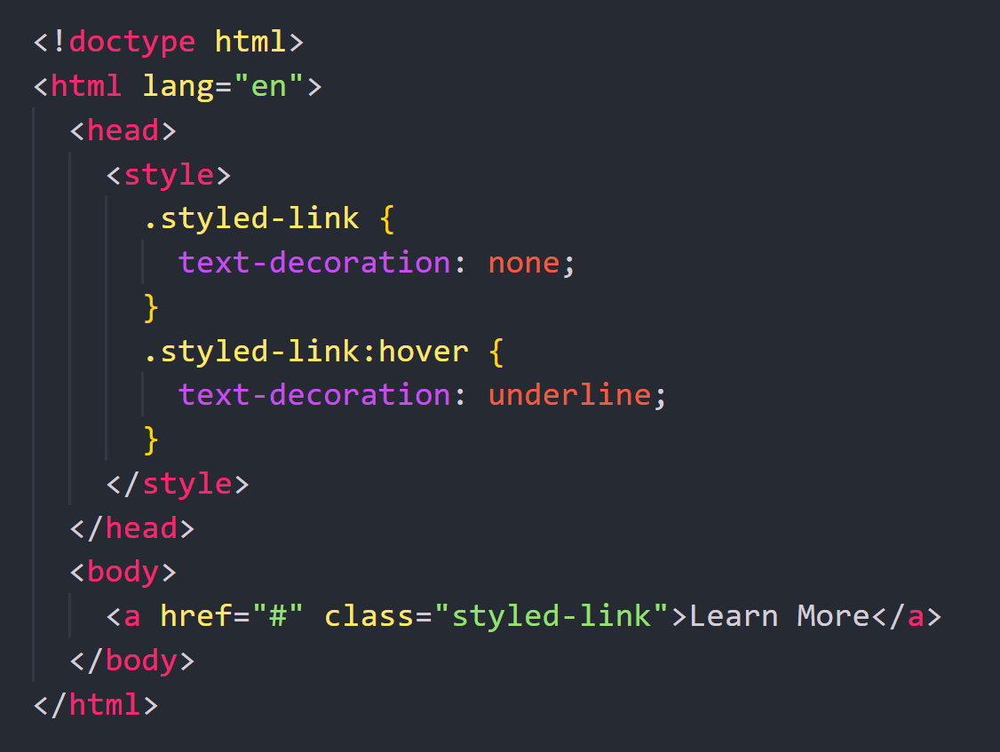 <!doctype html>
<html lang="en">
  <head>
    <style>
      .styled-link {
        text-decoration: none;
      }
      .styled-link:hover {
        text-decoration: underline;
      }
    </style>
  </head>
  <body>
    <a href="#" class="styled-link">Learn More</a>
  </body>
</html>